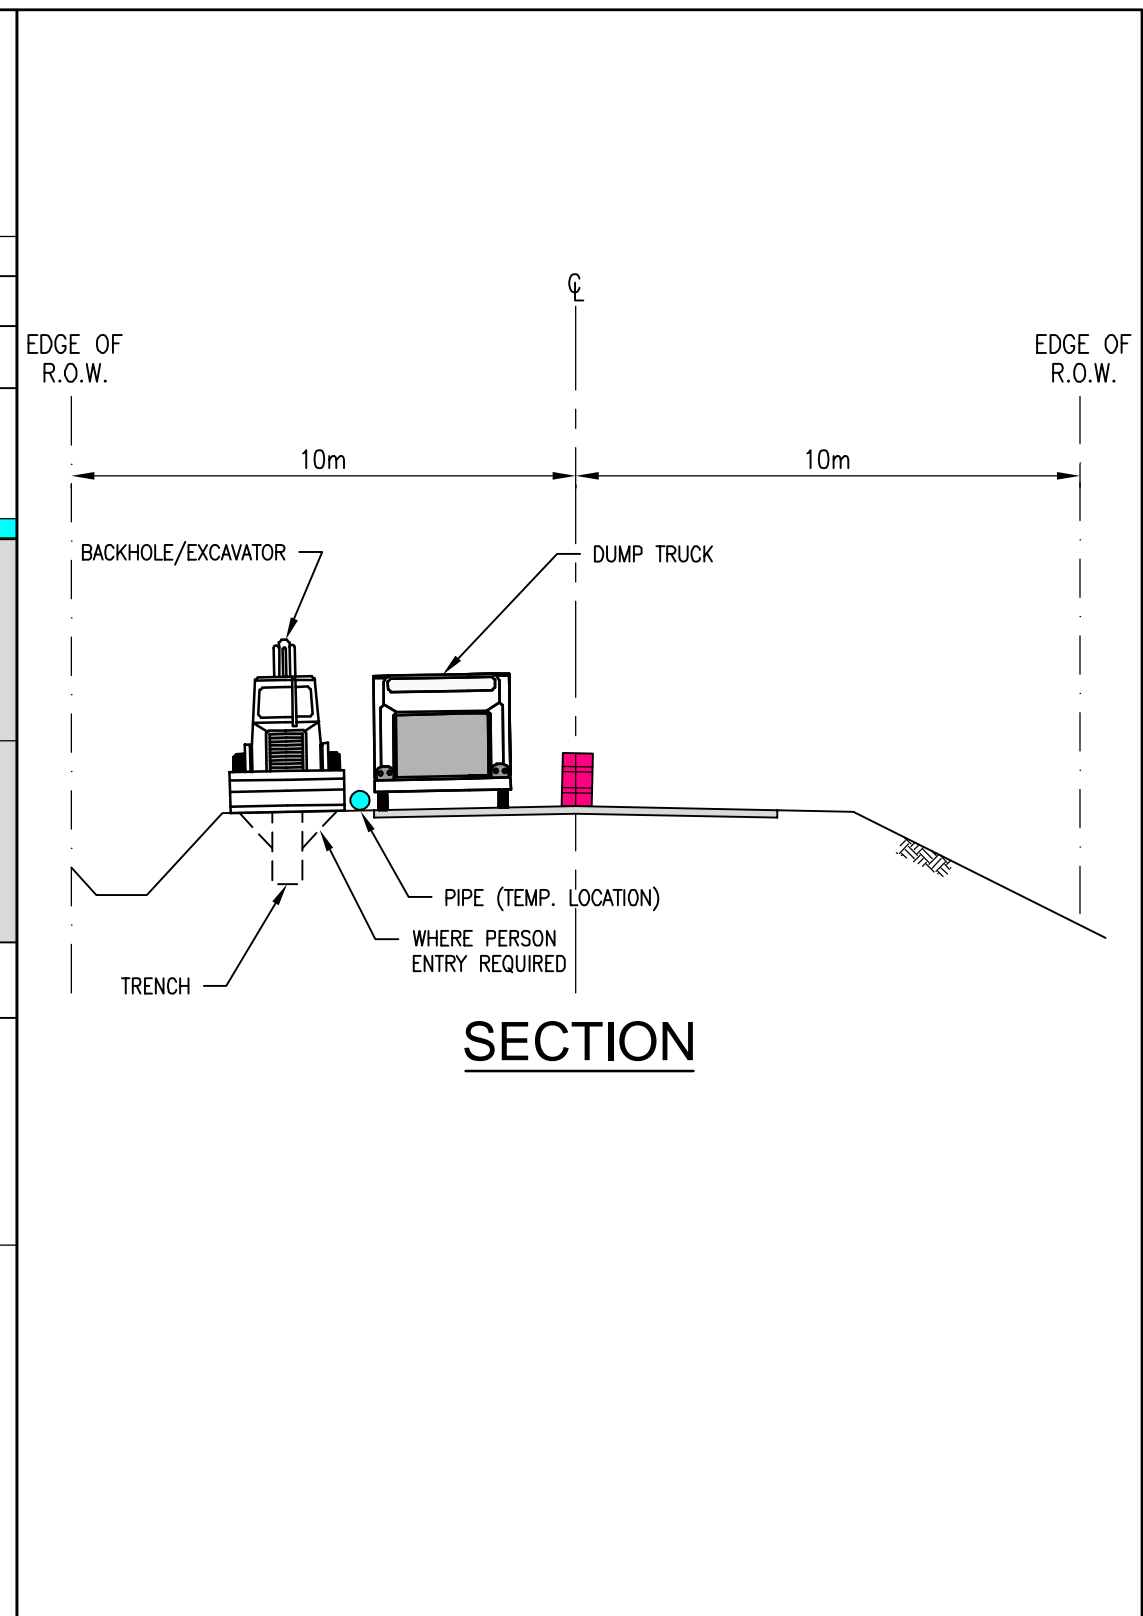 ℄
EDGE OF
R.O.W.
EDGE OF
R.O.W.
10m
10m
BACKHOLE/EXCAVATOR
DUMP TRUCK
PIPE (TEMP. LOCATION)
WHERE PERSON
ENTRY REQUIRED
TRENCH
SECTION